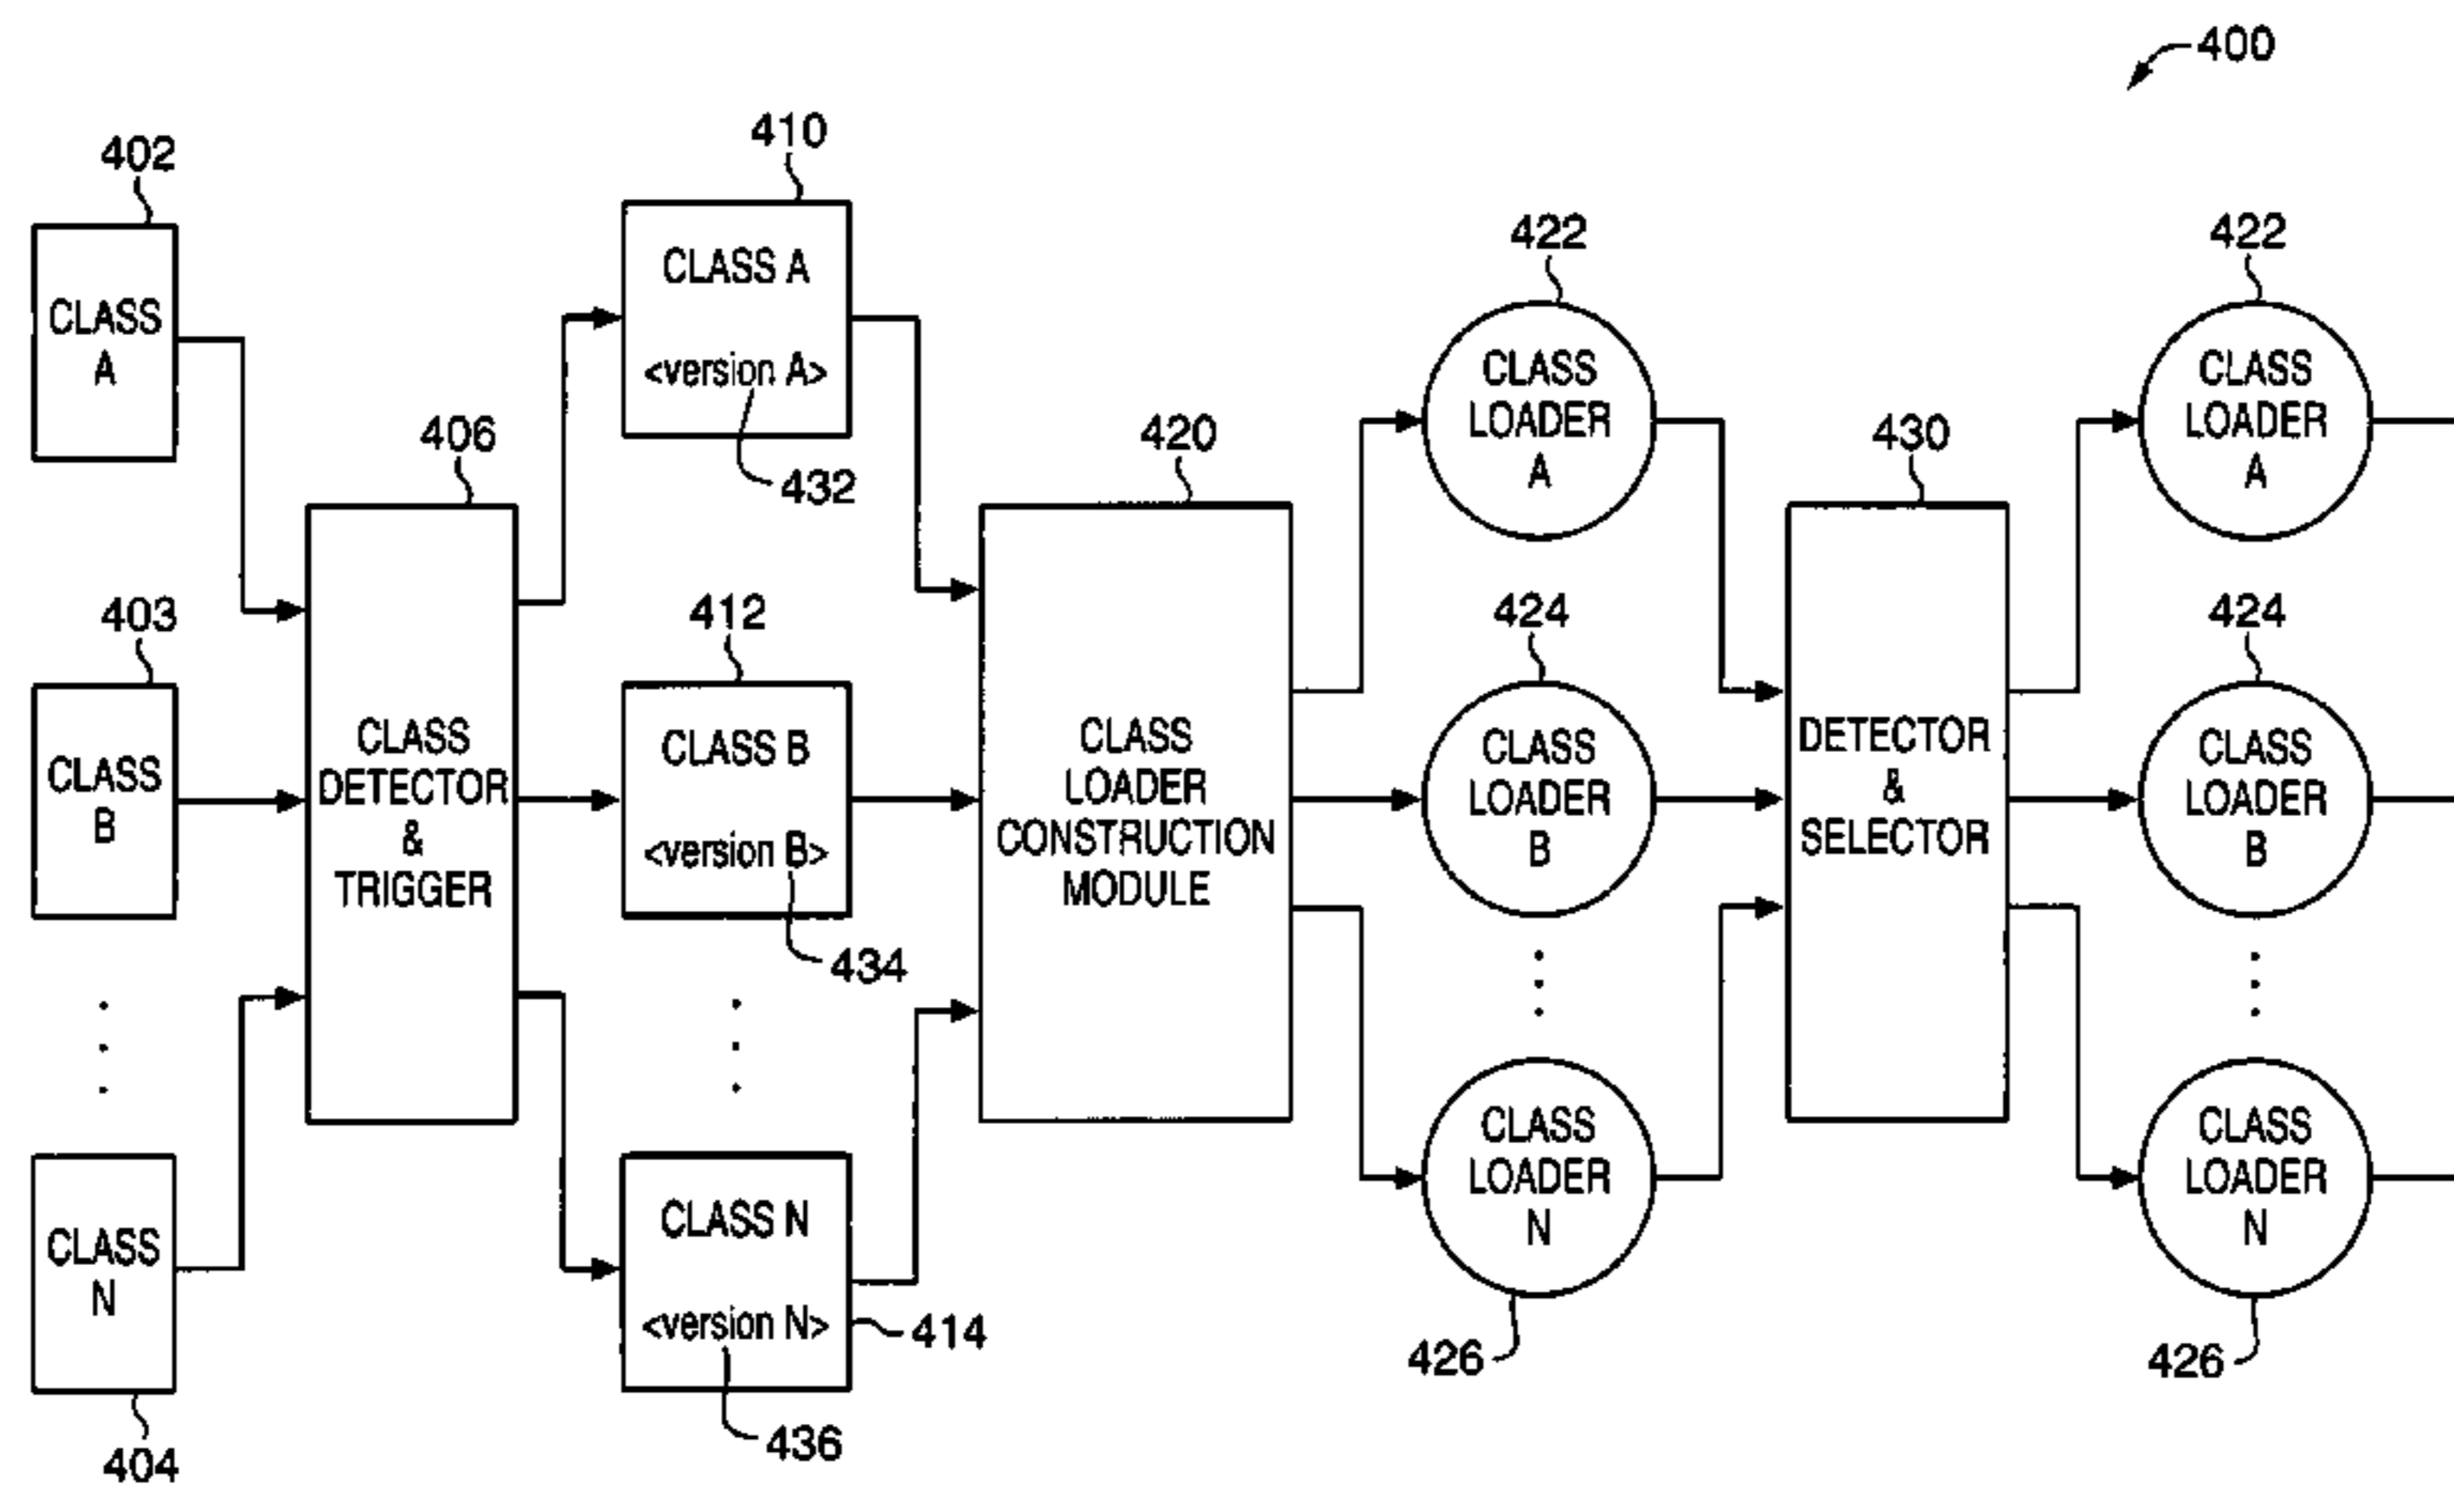 400
402
CLASS
A
403
CLASS
B
CLASS
N
404
406
CLASS
DETECTOR
&
TRIGGER
410
CLASS A
<version A>
432
412
CLASS B
<version B>
434
CLASS N
<version N>
414
436
420
CLASS
LOADER
CONSTRUCTION
MODULE
422
CLASS
LOADER
A
424
CLASS
LOADER
B
CLASS
LOADER
N
426
430
DETECTOR
&
SELECTOR
422
CLASS
LOADER
A
424
CLASS
LOADER
B
CLASS
LOADER
N
426